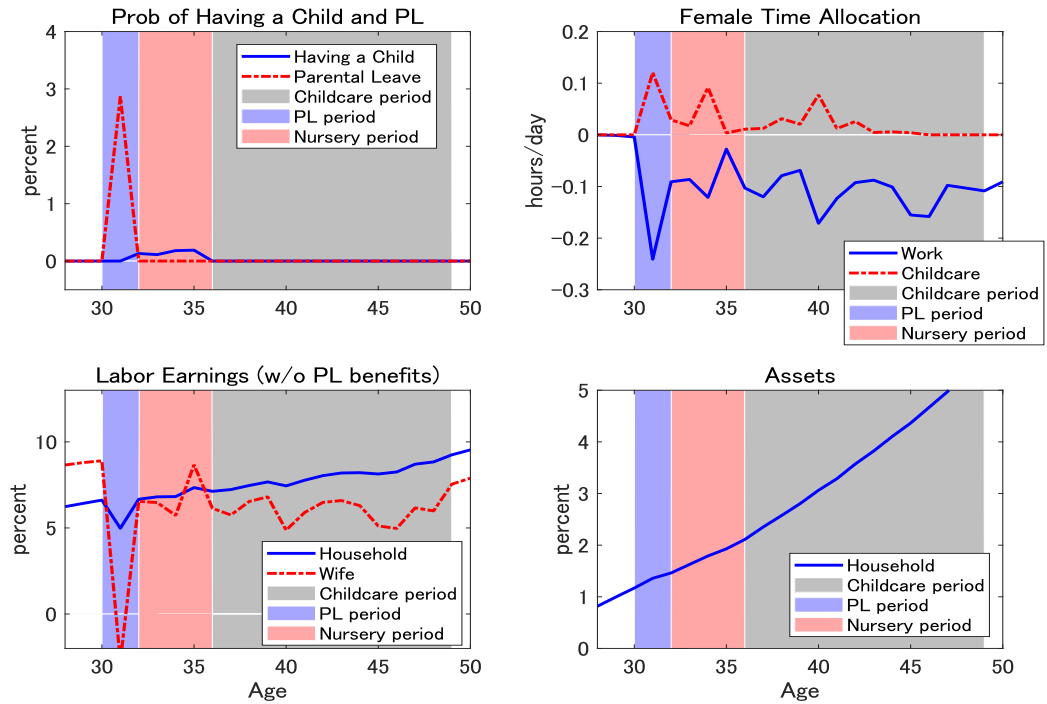 Prob of Having a Child and PL
percent
4
3
2
1
0
30
35
40
45
50
Having a Child
Parental Leave
Childcare period
PL period
Nursery period
Female Time Allocation
hours/day
0.2
0.1
0
−0.1
−0.2
−0.3
30
35
40
45
50
Work
Childcare
Childcare period
PL period
Nursery period
Labor Earnings (w/o PL benefits)
percent
10
5
0
30
35
40
45
50
Age
Household
Wife
Childcare period
PL period
Nursery period
Assets
percent
5
4
3
2
1
0
30
35
40
45
50
Age
Household
Childcare period
PL period
Nursery period